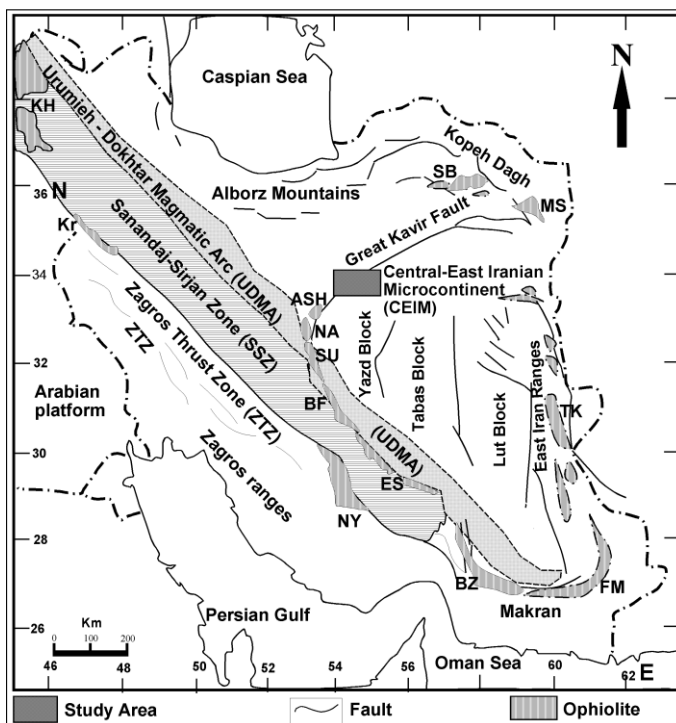 Caspian Sea
N
KH
Urumieh - Dokhtar Magmatic Arc (UDMA)
Kopeh Dagh
SB
Alborz Mountains
36
N
MS
Sanandaj-Sirjan Zone (SSZ)
Great Kavir Fault
Kr
34
Central-East Iranian
Microcontinent
(CEIM)
ASH
NA
ZTZ
Zagros Thrust Zone (ZTZ)
SU
32
Yazd Block
Tabas Block
Arabian
platform
BF
Lut Block
East Iran Ranges
TK
30
(UDMA)
Zagros ranges
ES
NY
28
BZ
FM
Makran
Km
Persian Gulf
0 100 200
26
Oman Sea
46
48
50
52
54
56
58
60
62 E
Study Area
Fault
Ophiolite